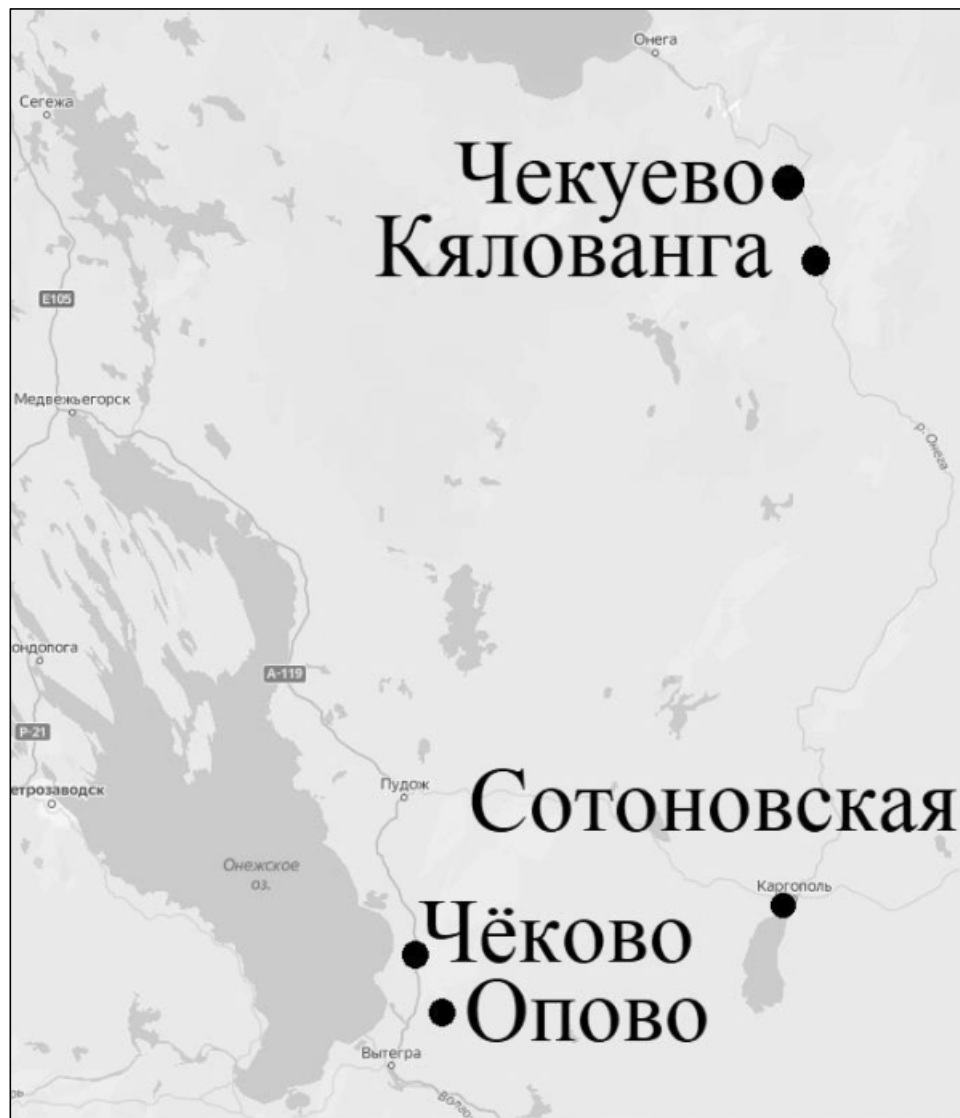 Онега
Сегежа
Чекуево
Кялованга
E105
Медвежьегорск
р. Онега
ондопога
А-119
Р-21
Пудож
етрозаводск
Сотоновская
Онежское
оз.
Каргополь
Чёково
Опово
Вытегра
Волго